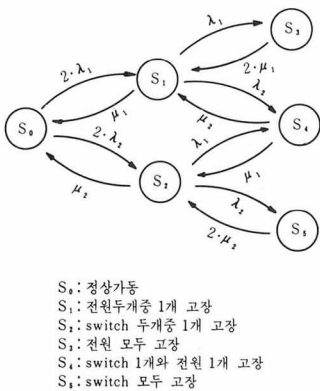 λ₁
S₃
2·λ₁
2·μ₁
S₁
λ₂
μ₁
μ₂
S₀
2·λ₂
S₄
λ₁
μ₂
μ₁
S₂
λ₂
2·μ₂
S₅
S₀: 정상가동
S₁: 전원두개중 1개 고장
S₂: switch 두개중 1개 고장
S₃: 전원 모두 고장
S₄: switch 1개와 전원 1개 고장
S₅: switch 모두 고장